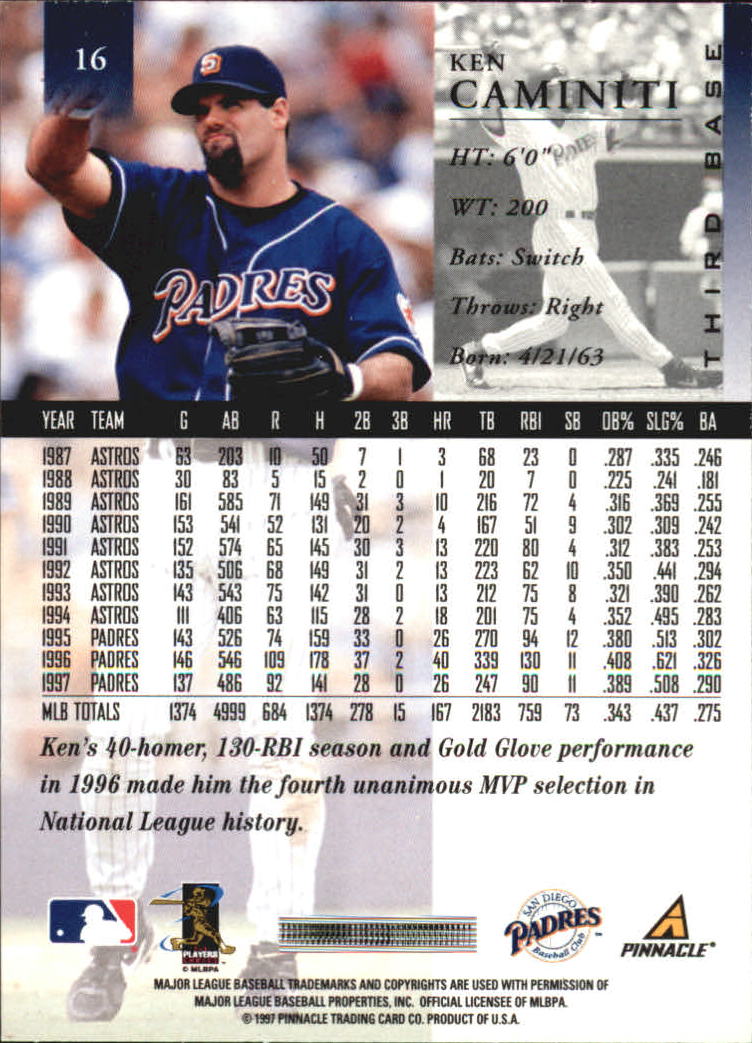 16
KEN
CAMINITI
HT: 6'0"
WT: 200
Bats: Switch
Throws: Right
Born: 4/21/63
THIRD BASE
PADRES
YEAR TEAM G AB R H 2B 3B HR TB RBI SB OB% SLG% BA
1987 ASTROS 63 203 10 50 7 1 3 68 23 0 .287 .335 .246
1988 ASTROS 30 83 5 15 2 0 1 20 7 0 .225 .241 .181
1989 ASTROS 161 585 71 149 31 3 10 216 72 4 .316 .369 .255
1990 ASTROS 153 541 52 131 20 2 4 167 51 9 .302 .309 .242
1991 ASTROS 152 574 65 145 30 3 13 220 80 4 .312 .383 .253
1992 ASTROS 135 506 68 149 31 2 13 223 62 10 .350 .441 .294
1993 ASTROS 143 543 75 142 31 0 13 212 75 8 .321 .390 .262
1994 ASTROS 111 406 63 115 28 2 18 201 75 4 .352 .495 .283
1995 PADRES 143 526 74 159 33 0 26 270 94 12 .380 .513 .302
1996 PADRES 146 546 109 178 37 2 40 339 130 11 .408 .621 .326
1997 PADRES 137 486 92 141 28 0 26 247 90 11 .389 .508 .290
MLB TOTALS 1374 4999 684 1374 278 15 167 2183 759 73 .343 .437 .275
Ken's 40-homer, 130-RBI season and Gold Glove performance
in 1996 made him the fourth unanimous MVP selection in
National League history.
PLAYERS
© MLBPA
SAN DIEGO
PADRES
Baseball Club
PINNACLE®
MAJOR LEAGUE BASEBALL TRADEMARKS AND COPYRIGHTS ARE USED WITH PERMISSION OF
MAJOR LEAGUE BASEBALL PROPERTIES, INC. OFFICIAL LICENSEE OF MLBPA.
© 1997 PINNACLE TRADING CARD CO. PRODUCT OF U.S.A.